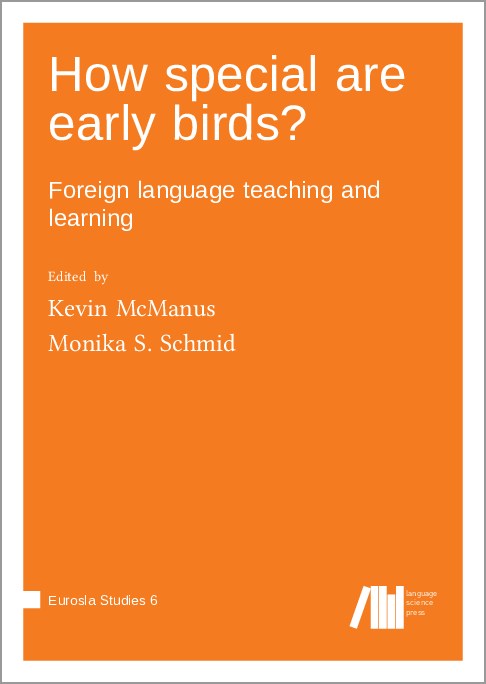 How special are
early birds?
Foreign language teaching and
learning
Edited by
Kevin McManus
Monika S. Schmid
Eurosla Studies 6
language
science
press